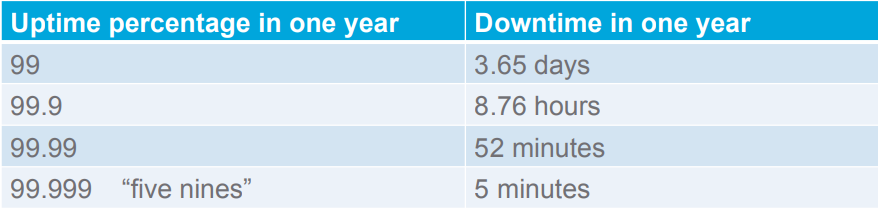 Uptime percentage in one year Downtime in one year
99 3.65 days
99.9 8.76 hours
99.99 52 minutes
99.999 “five nines” 5 minutes